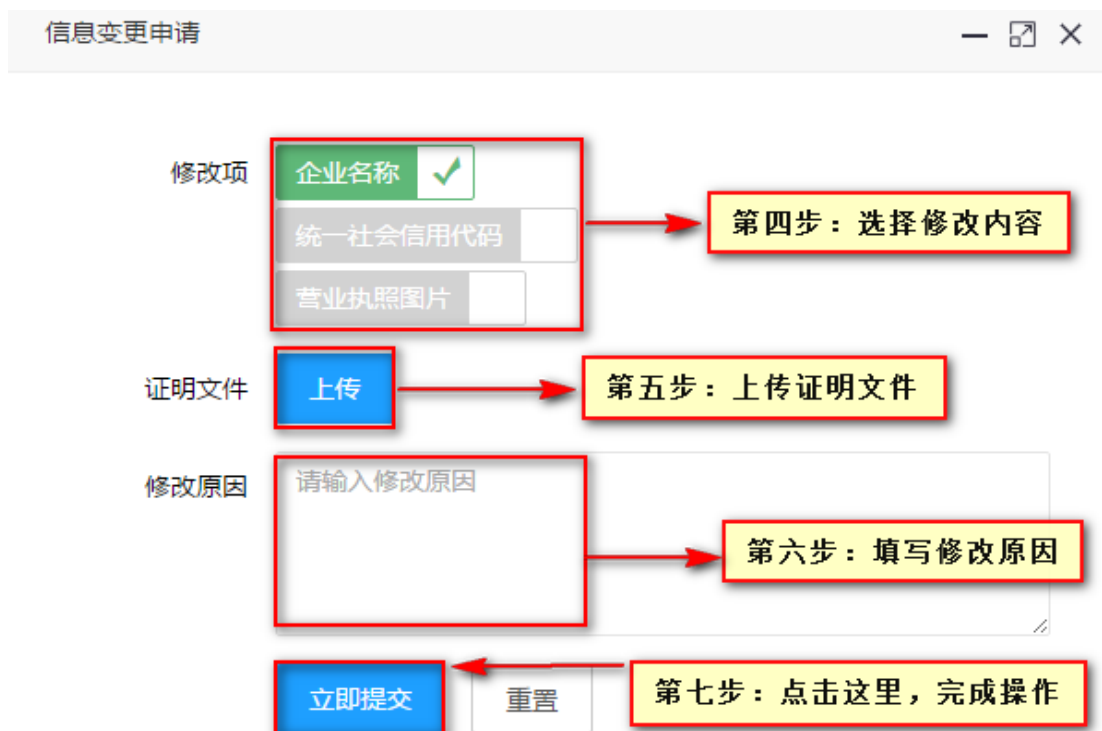 信息变更申请
修改项
企业名称
统一社会信用代码
营业执照图片
第四步：选择修改内容
证明文件
上传
第五步：上传证明文件
修改原因
请输入修改原因
第六步：填写修改原因
立即提交
重置
第七步：点击这里，完成操作